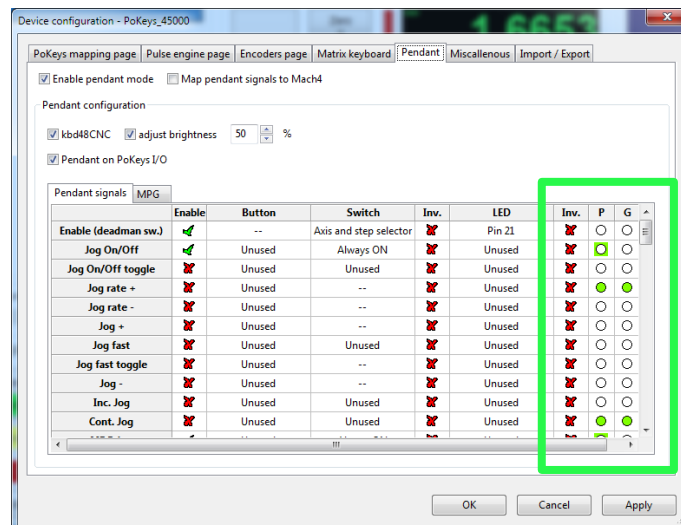 Device configuration - PoKeys_45000
1.6653
PoKeys mapping page Pulse engine page Encoders page Matrix keyboard Pendant Miscellenous Import / Export
Enable pendant mode Map pendant signals to Mach4
Pendant configuration
kbd48CNC adjust brightness 50 %
Pendant on PoKeys I/O
Pendant signals MPG
Enable Button Switch Inv. LED Inv. P G
Enable (deadman sw.) -- Axis and step selector Pin 21
Jog On/Off Unused Always ON Unused
Jog On/Off toggle Unused Unused Unused
Jog rate + Unused -- Unused
Jog rate - Unused -- Unused
Jog + Unused -- Unused
Jog fast Unused Unused Unused
Jog fast toggle Unused -- Unused
Jog - Unused -- Unused
Inc. Jog Unused Unused Unused
Cont. Jog Unused Unused Unused
OK Cancel Apply